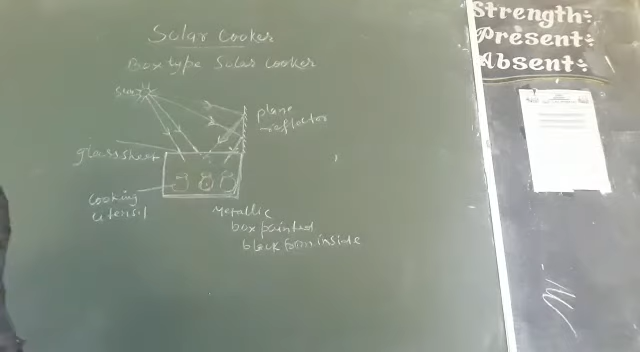 Solar Cooker
Box type Solar Cooker
Sun
plane
reflector
glass sheet
cooking
utensil
Metallic
box painted
black form inside
Strength:
Present:
Absent: